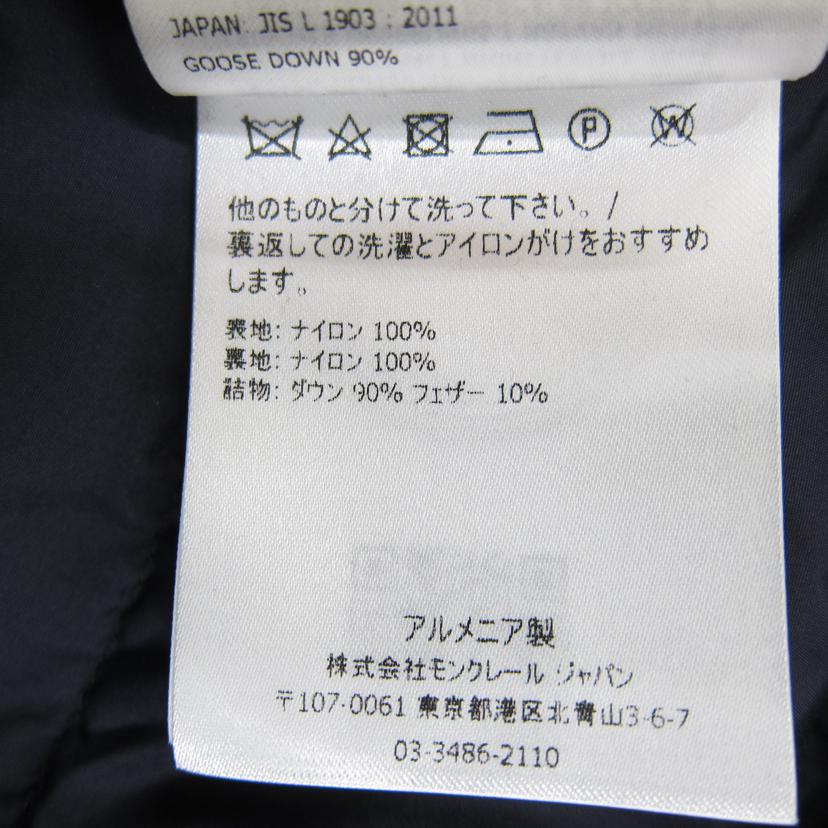 JAPAN: JIS L 1903 : 2011
GOOSE DOWN 90%
P
W
他のものと分けて洗って下さい。/
裏返しての洗濯とアイロンがけをおすすめ
します。
表地: ナイロン 100%
裏地: ナイロン 100%
詰物: ダウン 90% フェザー 10%
アルメニア製
株式会社モンクレール ジャパン
〒107-0061 東京都港区北青山3-6-7
03-3486-2110